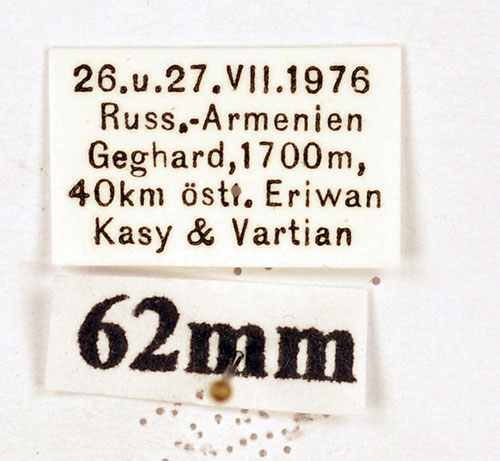 26.u.27.VII.1976
Russ.-Armenien
Geghard,1700m,
40km östl. Eriwan
Kasy & Vartian
62mm